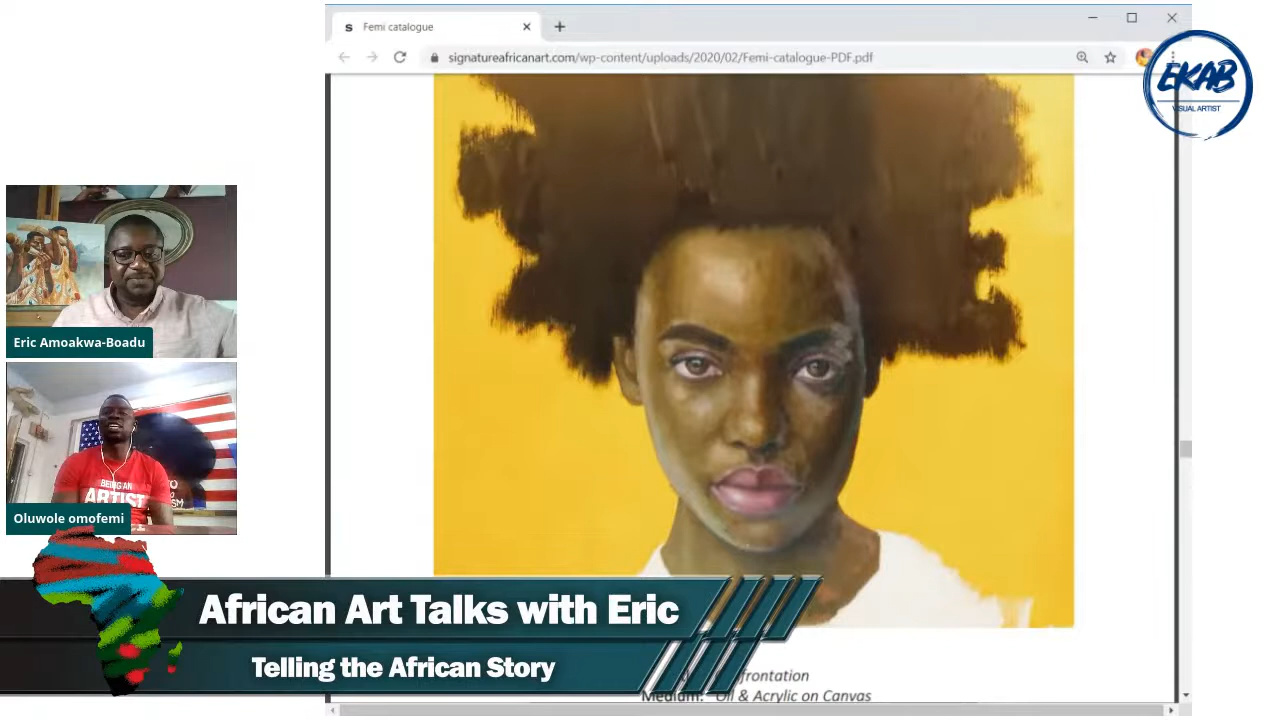 S Femi catalogue
signatureafricanart.com/wp-content/uploads/2020/02/Femi-catalogue-PDF.pdf
EKAB
VISUAL ARTIST
Eric Amoakwa-Boadu
BEING AN
ARTIST
Oluwole omofemi
African Art Talks with Eric
Telling the African Story
frontation
Medium: Oil & Acrylic on Canvas